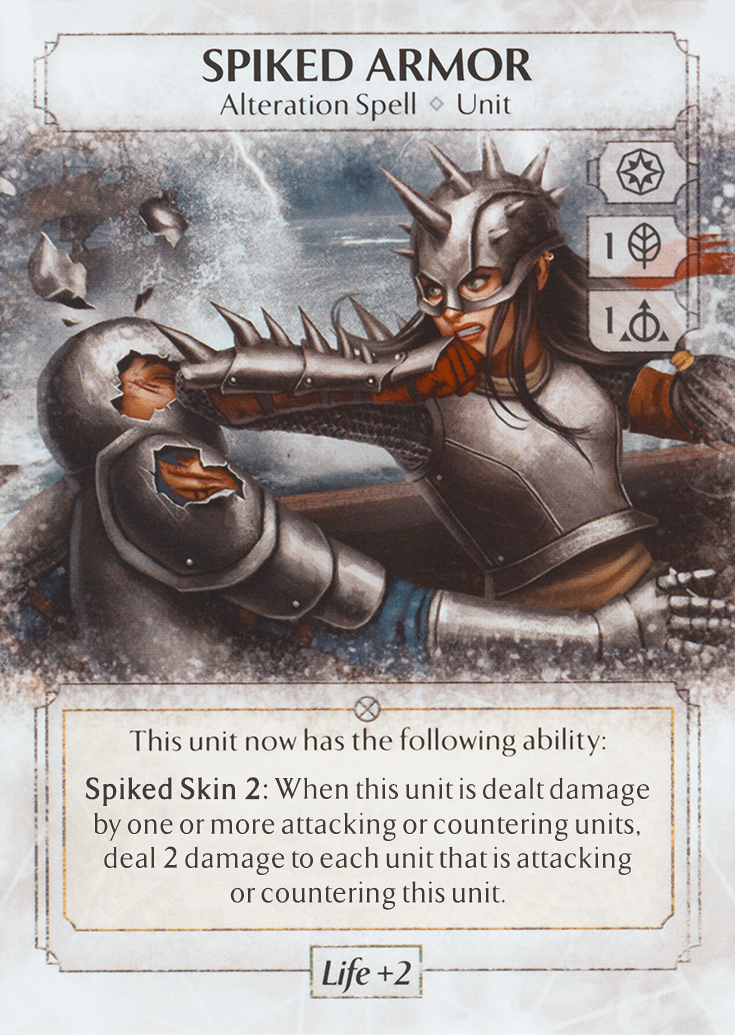 SPIKED ARMOR
Alteration Spell ◇ Unit
1
1
This unit now has the following ability:
Spiked Skin 2: When this unit is dealt damage
by one or more attacking or countering units,
deal 2 damage to each unit that is attacking
or countering this unit.
Life +2